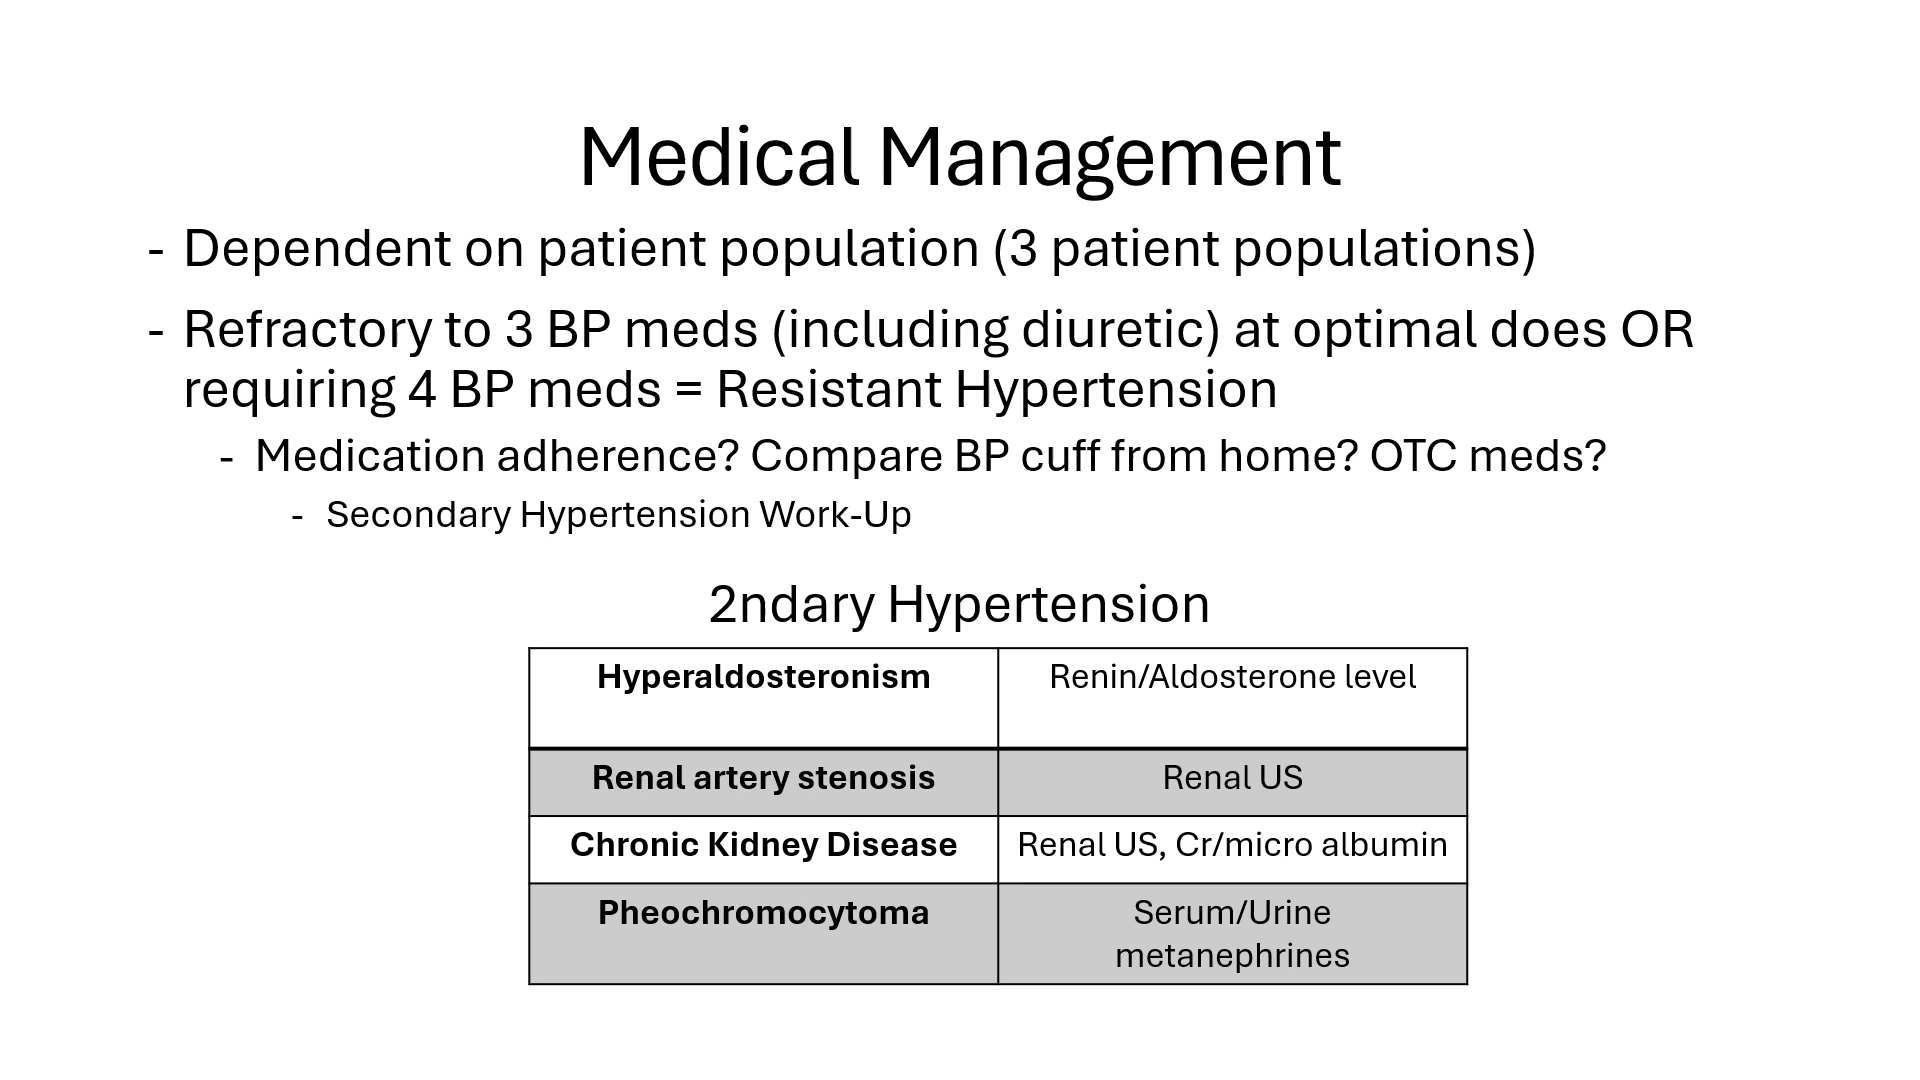 Medical Management
- Dependent on patient population (3 patient populations)
- Refractory to 3 BP meds (including diuretic) at optimal does OR
requiring 4 BP meds = Resistant Hypertension
- Medication adherence? Compare BP cuff from home? OTC meds?
- Secondary Hypertension Work-Up
2ndary Hypertension
Hyperaldosteronism Renin/Aldosterone level
Renal artery stenosis Renal US
Chronic Kidney Disease Renal US, Cr/micro albumin
Pheochromocytoma Serum/Urine
metanephrines